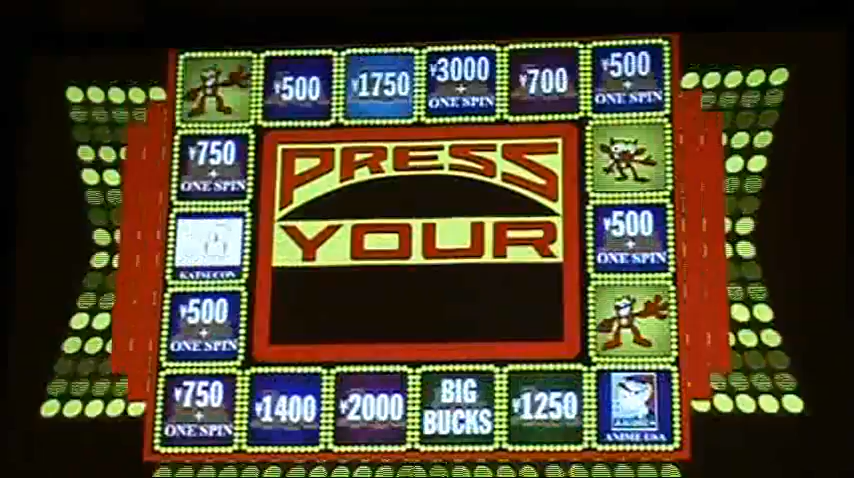 ¥500
¥1750
¥3000
+
ONE SPIN
¥700
¥500
+
ONE SPIN
¥750
+
ONE SPIN
PRESS
YOUR
¥500
+
ONE SPIN
KATSUCON
¥500
+
ONE SPIN
¥750
+
ONE SPIN
¥1400
¥2000
BIG
BUCKS
¥1250
ANIME USA